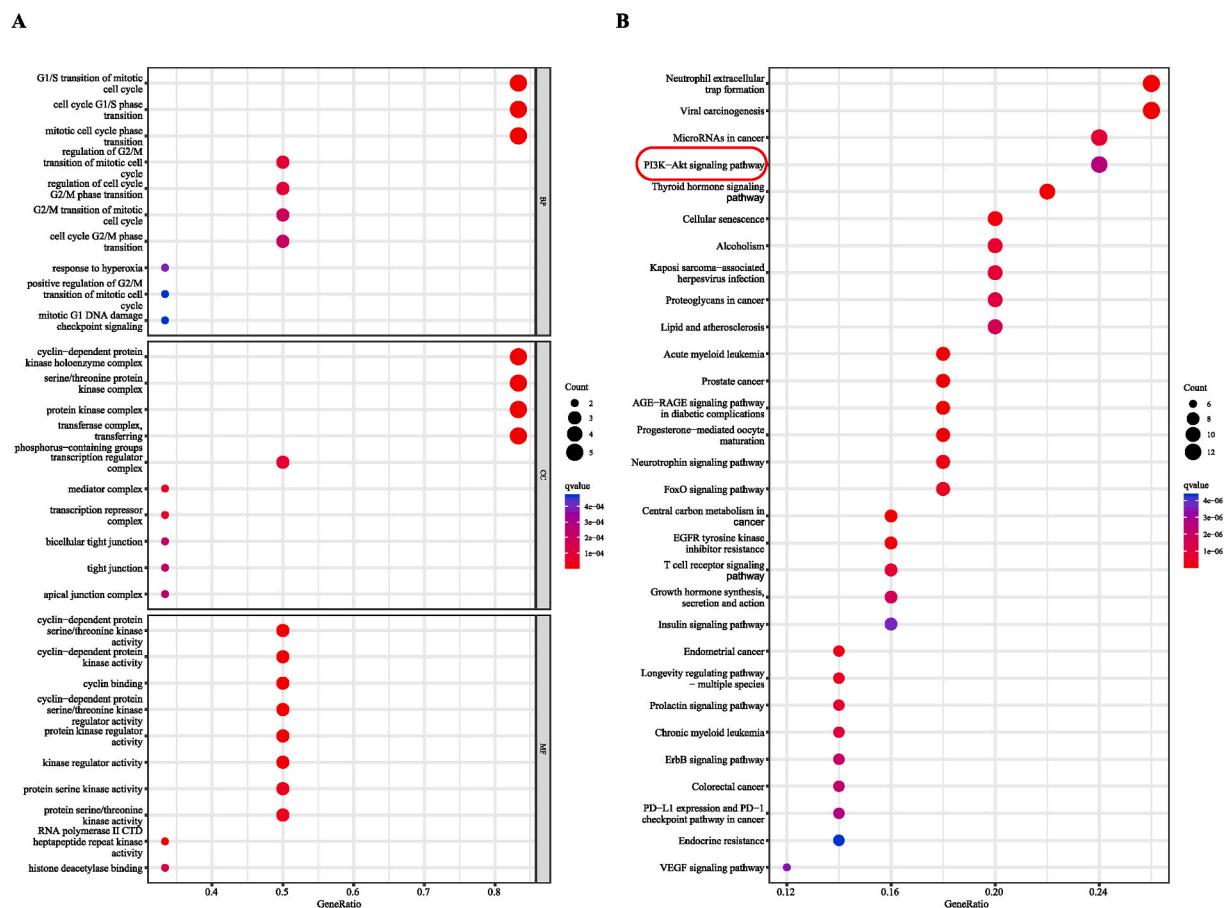 A
G1/S transition of mitotic
cell cycle
cell cycle G1/S phase
transition
mitotic cell cycle phase
transition
regulation of G2/M
transition of mitotic cell
cycle
regulation of cell cycle
G2/M phase transition
G2/M transition of mitotic
cell cycle
cell cycle G2/M phase
transition
response to hyperoxia
positive regulation of G2/M
transition of mitotic cell
cycle
mitotic G1 DNA damage
checkpoint signaling
BP
cyclin−dependent protein
kinase holoenzyme complex
serine/threonine protein
kinase complex
protein kinase complex
transferase complex,
transferring
phosphorus−containing groups
transcription regulator
complex
mediator complex
transcription repressor
complex
bicellular tight junction
tight junction
apical junction complex
CC
cyclin−dependent protein
serine/threonine kinase
activity
cyclin−dependent protein
kinase activity
cyclin binding
cyclin−dependent protein
serine/threonine kinase
regulator activity
protein kinase regulator
activity
kinase regulator activity
protein serine kinase activity
protein serine/threonine
kinase activity
RNA polymerase II CTD
heptapeptide repeat kinase
activity
histone deacetylase binding
MF
0.4 0.5 0.6 0.7 0.8
GeneRatio
Count
2
3
4
5
qvalue
4e−04
3e−04
2e−04
1e−04
B
Neutrophil extracellular
trap formation
Viral carcinogenesis
MicroRNAs in cancer
PI3K−Akt signaling pathway
Thyroid hormone signaling
pathway
Cellular senescence
Alcoholism
Kaposi sarcoma−associated
herpesvirus infection
Proteoglycans in cancer
Lipid and atherosclerosis
Acute myeloid leukemia
Prostate cancer
AGE−RAGE signaling pathway
in diabetic complications
Progesterone−mediated oocyte
maturation
Neurotrophin signaling pathway
FoxO signaling pathway
Central carbon metabolism in
cancer
EGFR tyrosine kinase
inhibitor resistance
T cell receptor signaling
pathway
Growth hormone synthesis,
secretion and action
Insulin signaling pathway
Endometrial cancer
Longevity regulating pathway
− multiple species
Prolactin signaling pathway
Chronic myeloid leukemia
ErbB signaling pathway
Colorectal cancer
PD−L1 expression and PD−1
checkpoint pathway in cancer
Endocrine resistance
VEGF signaling pathway
0.12 0.16 0.20 0.24
GeneRatio
Count
6
8
10
12
qvalue
4e−06
3e−06
2e−06
1e−06